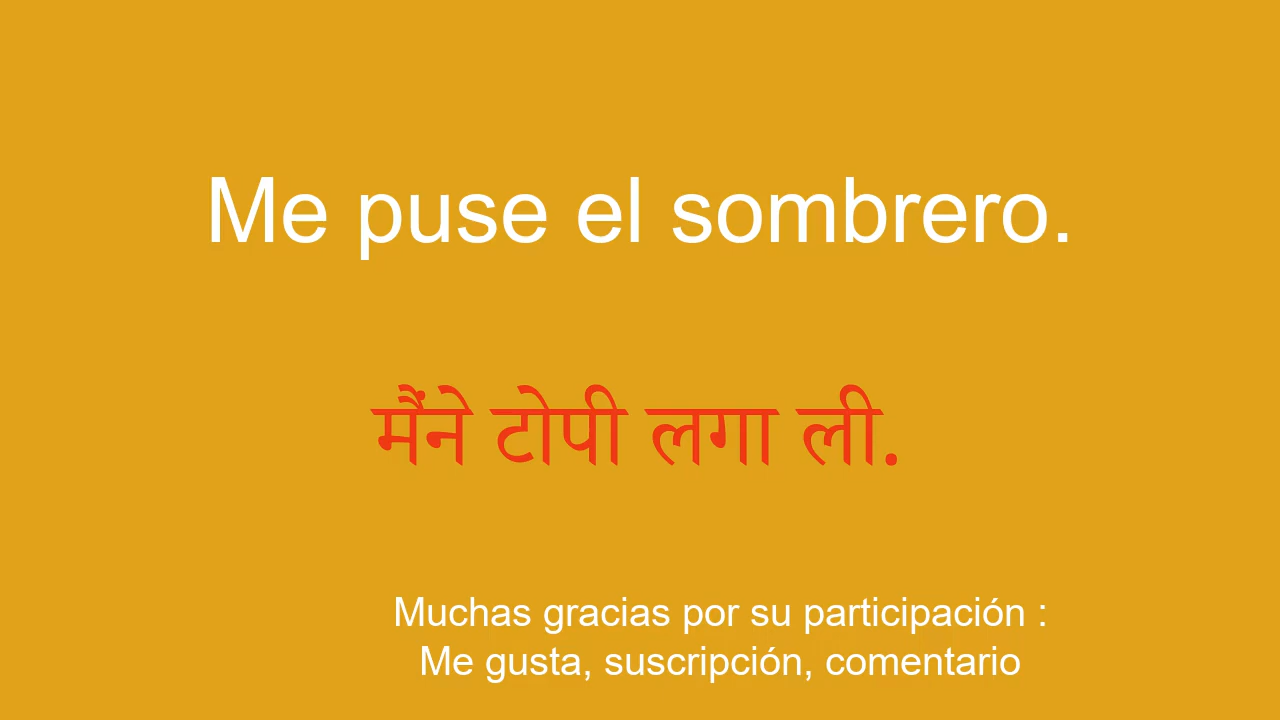 Me puse el sombrero.
मैंने टोपी लगा ली.
Muchas gracias por su participación :
Me gusta, suscripción, comentario